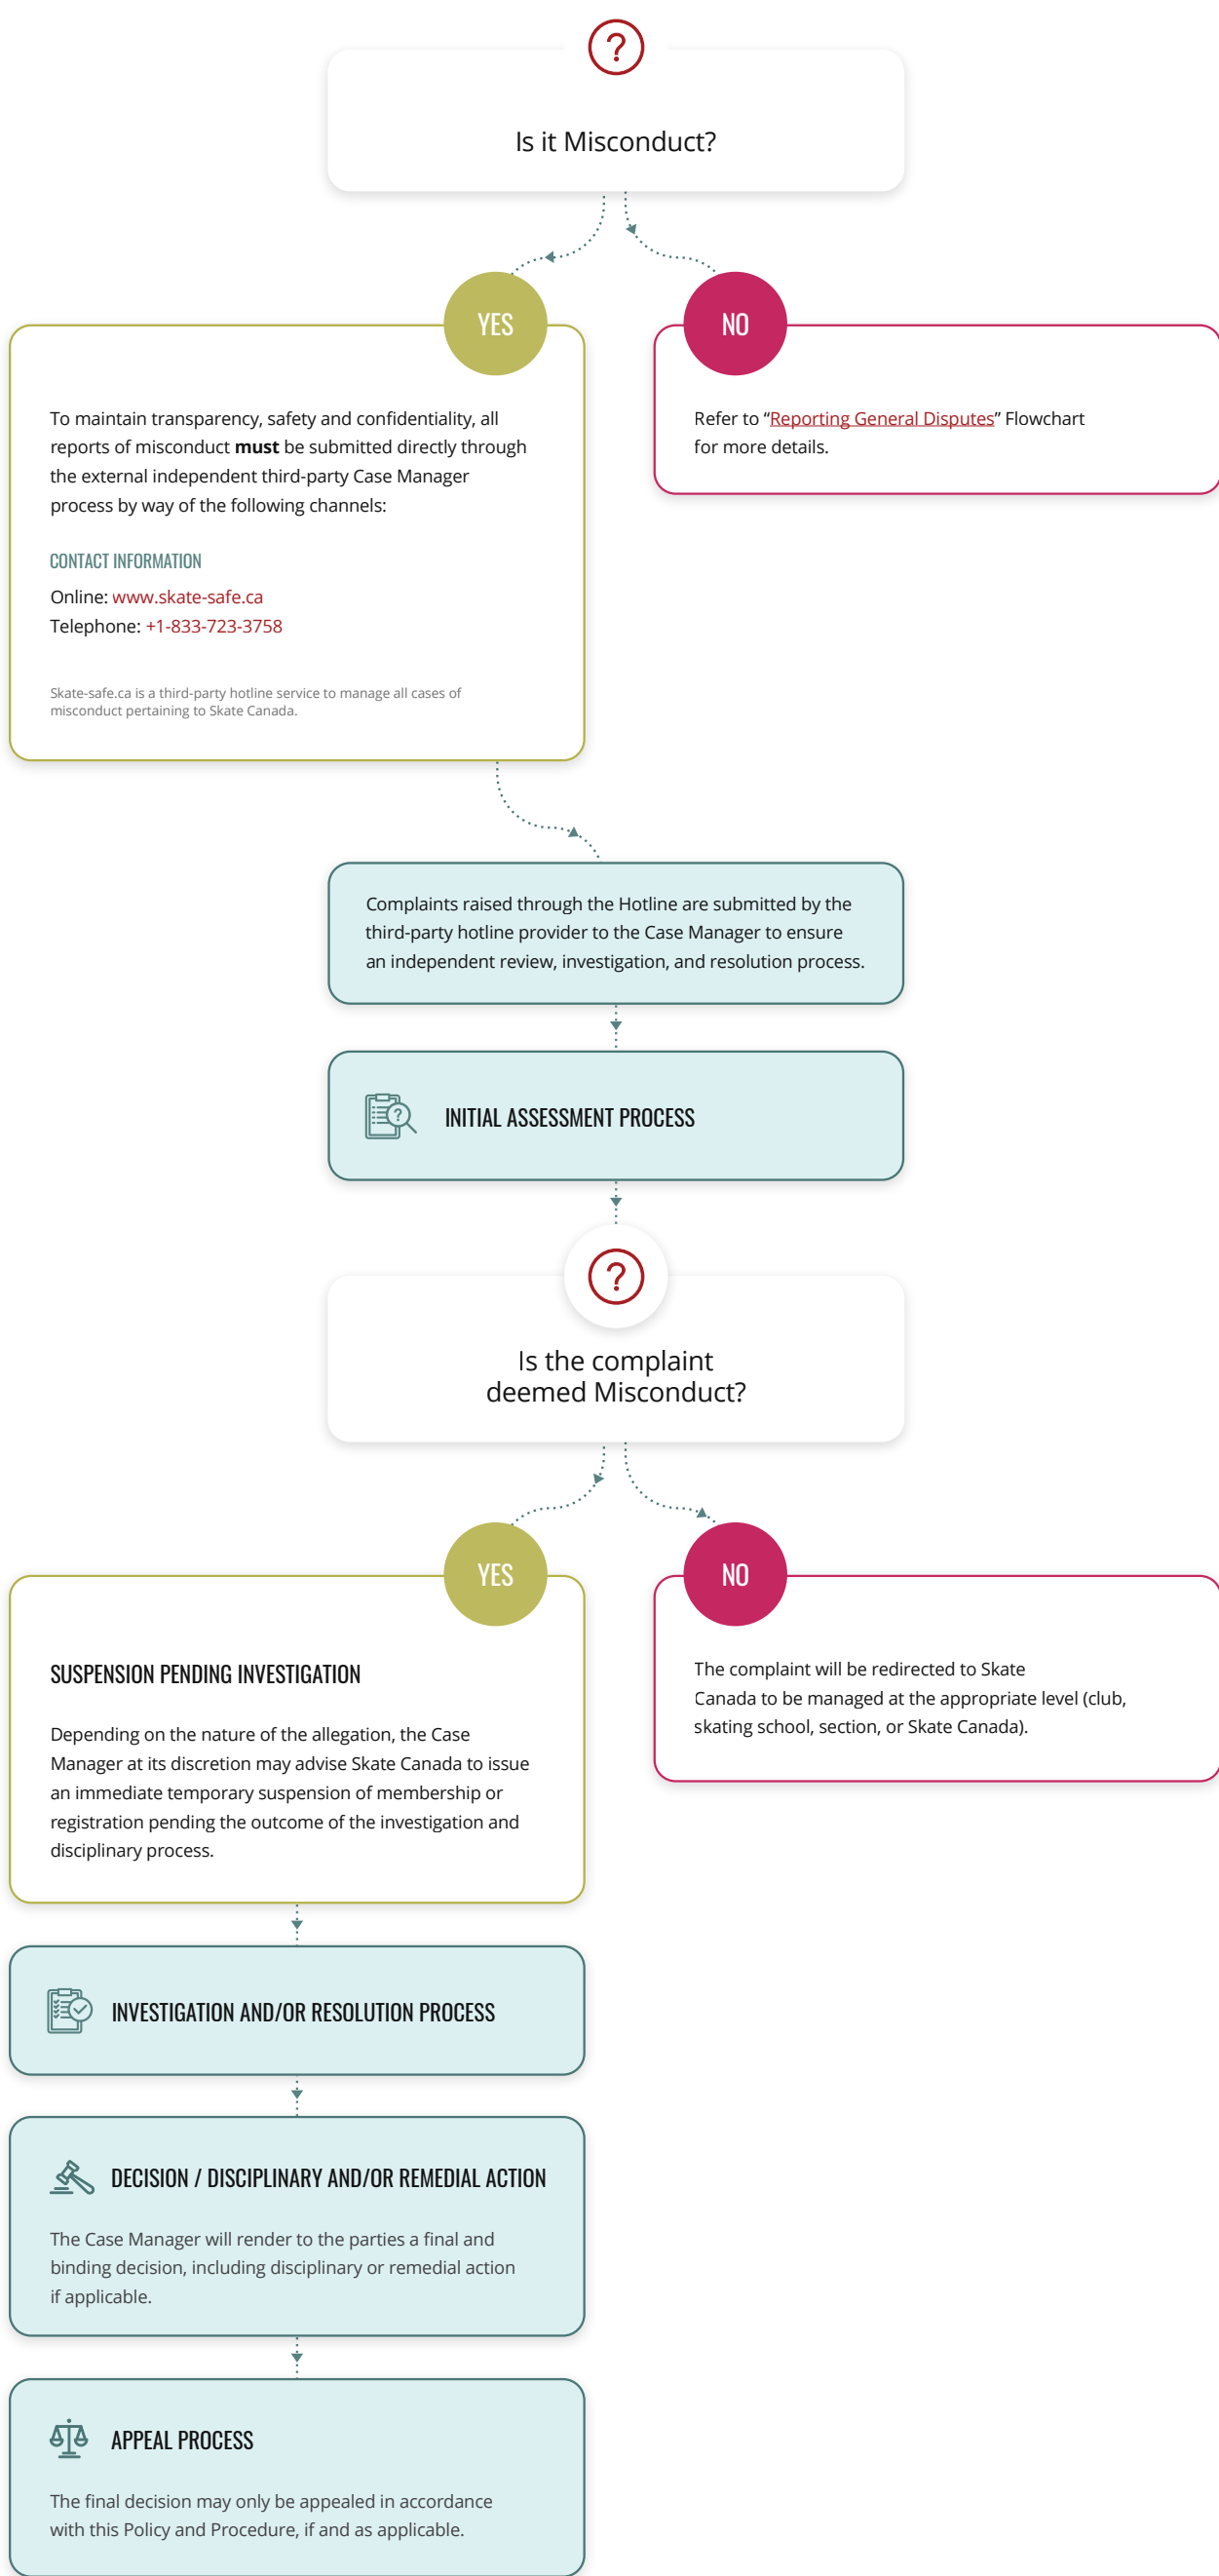 Is it Misconduct?
YES
To maintain transparency, safety and confidentiality, all
reports of misconduct must be submitted directly through
the external independent third-party Case Manager
process by way of the following channels:
CONTACT INFORMATION
Online: www.skate-safe.ca
Telephone: +1-833-723-3758
Skate-safe.ca is a third-party hotline service to manage all cases of
misconduct pertaining to Skate Canada.
NO
Refer to “Reporting General Disputes” Flowchart
for more details.
Complaints raised through the Hotline are submitted by the
third-party hotline provider to the Case Manager to ensure
an independent review, investigation, and resolution process.
INITIAL ASSESSMENT PROCESS
Is the complaint
deemed Misconduct?
YES
SUSPENSION PENDING INVESTIGATION
Depending on the nature of the allegation, the Case
Manager at its discretion may advise Skate Canada to issue
an immediate temporary suspension of membership or
registration pending the outcome of the investigation and
disciplinary process.
NO
The complaint will be redirected to Skate
Canada to be managed at the appropriate level (club,
skating school, section, or Skate Canada).
INVESTIGATION AND/OR RESOLUTION PROCESS
DECISION / DISCIPLINARY AND/OR REMEDIAL ACTION
The Case Manager will render to the parties a final and
binding decision, including disciplinary or remedial action
if applicable.
APPEAL PROCESS
The final decision may only be appealed in accordance
with this Policy and Procedure, if and as applicable.